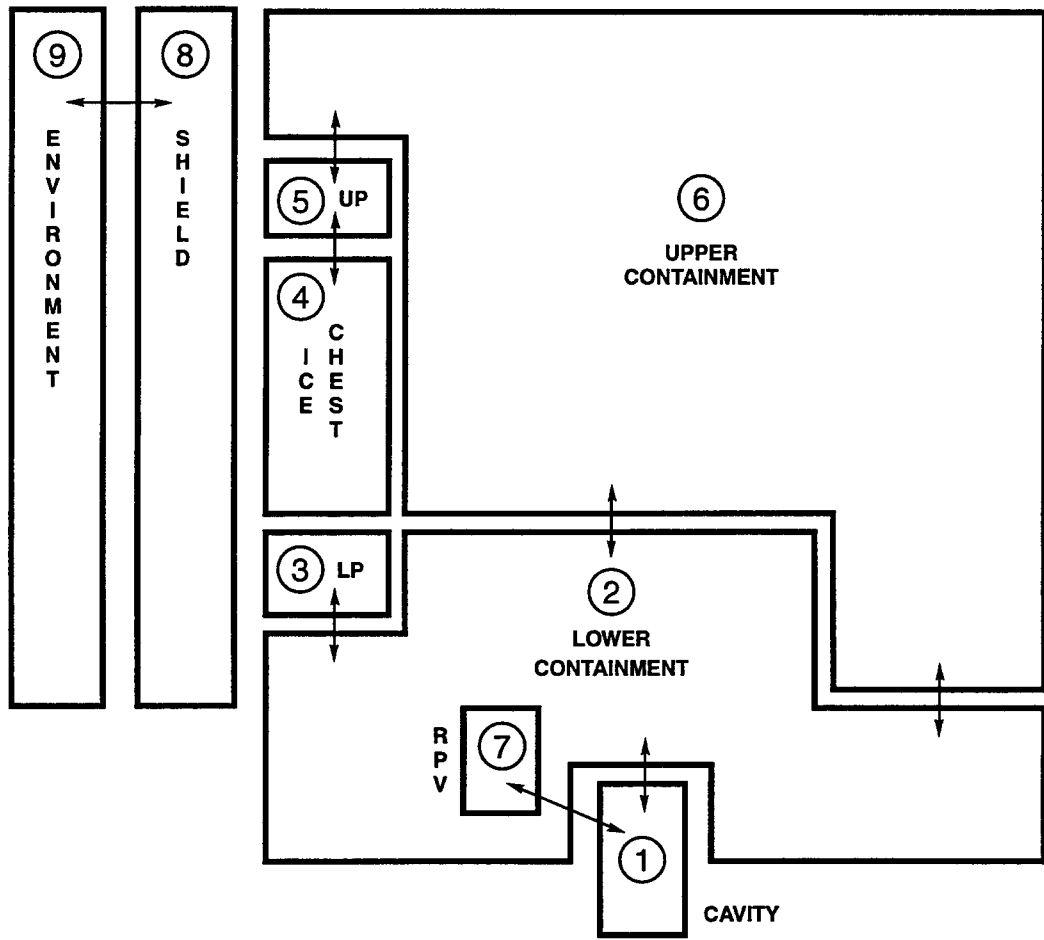 9
ENVIRONMENT
8
SHIELD
5 UP
4
ICE
CHEST
3 LP
6
UPPER
CONTAINMENT
2
LOWER
CONTAINMENT
RPV
7
1
CAVITY